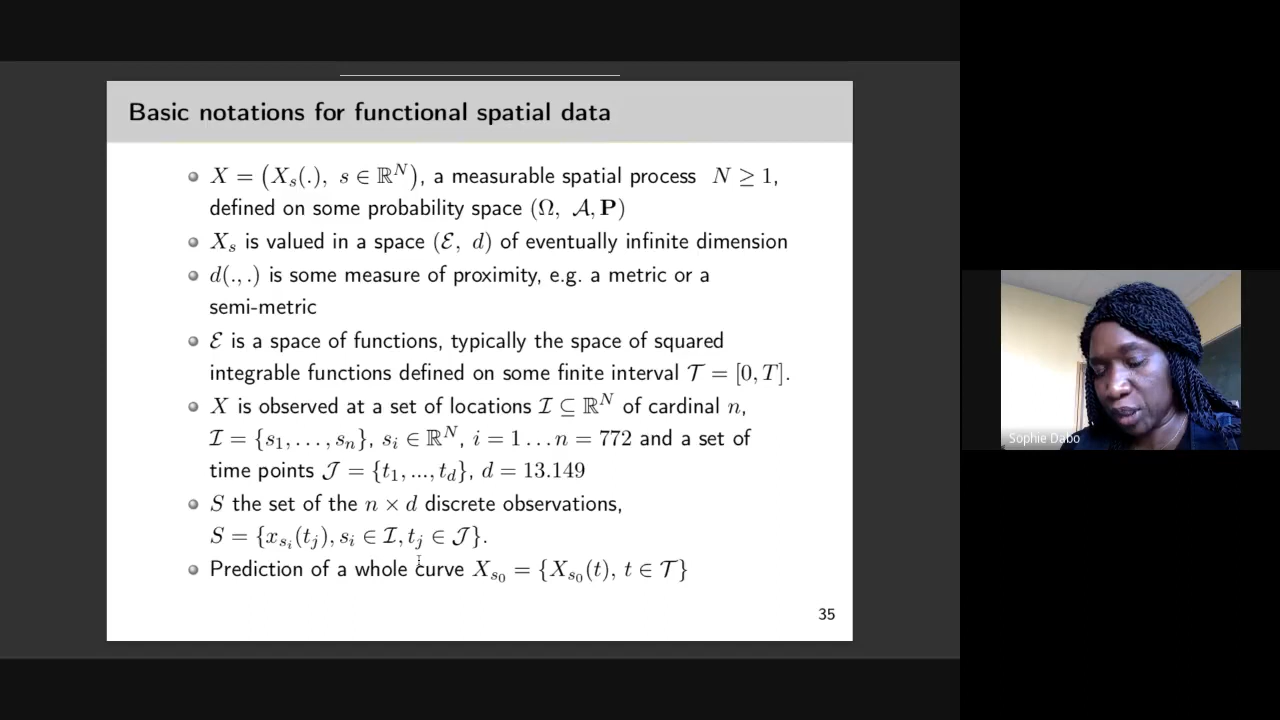 Basic notations for functional spatial data
X = (X_s(.), s ∈ ℝ^N), a measurable spatial process N ≥ 1,
defined on some probability space (Ω, 𝒜, P)
X_s is valued in a space (ℰ, d) of eventually infinite dimension
d(., .) is some measure of proximity, e.g. a metric or a
semi-metric
ℰ is a space of functions, typically the space of squared
integrable functions defined on some finite interval 𝒯 = [0, T].
X is observed at a set of locations ℐ ⊆ ℝ^N of cardinal n,
ℐ = {s_1, . . . , s_n}, s_i ∈ ℝ^N, i = 1 . . . n = 772 and a set of
time points 𝒥 = {t_1, ..., t_d}, d = 13.149
S the set of the n × d discrete observations,
S = {x_{s_i}(t_j), s_i ∈ ℐ, t_j ∈ 𝒥}.
Prediction of a whole curve X_{s_0} = {X_{s_0}(t), t ∈ 𝒯}
35
Sophie Dabo